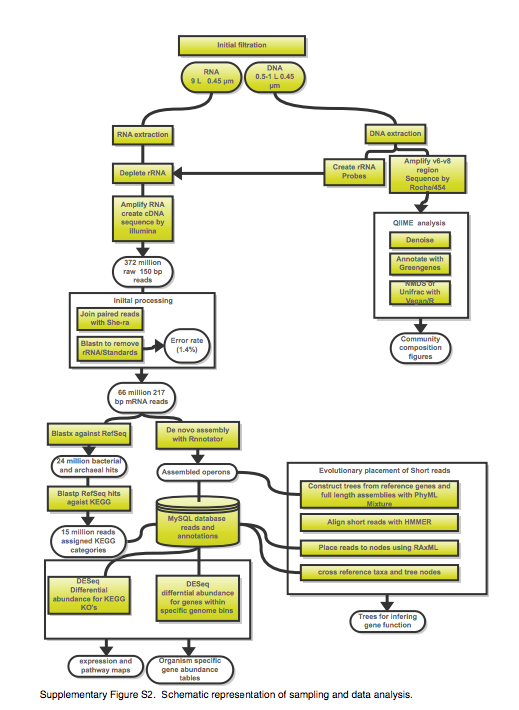 Initial filtration
RNA
9 L 0.45 µm
DNA
0.5-1 L 0.45
µm
RNA extraction
DNA extraction
Deplete rRNA
Create rRNA
Probes
Amplify v6-v8
region
Sequence by
Roche/454
Amplify RNA
create cDNA
sequence by
illumina
QIIME analysis
Denoise
Annotate with
Greengenes
NMDS of
Unifrac with
Vegan/R
372 million
raw 150 bp
reads
Iniital processing
Join paired reads
with She-ra
Blastn to remove
rRNA/Standards
Error rate
(1.4%)
Community
composition
figures
66 million 217
bp mRNA reads
Blastx against RefSeq
De novo assembly
with Rnnotator
24 million bacterial
and archaeal hits
Assembled operons
Blastp RefSeq hits
agaist KEGG
15 million reads
assigned KEGG
categories
MySQL database
reads and
annotations
Evolutionary placement of Short reads
Construct trees from reference genes and
full length assemblies with PhyML
Mixture
Align short reads with HMMER
Place reads to nodes using RAxML
cross reference taxa and tree nodes
DESeq
Differential
abundance for KEGG
KO's
DESeq
differntial abundance
for genes within
specific genome bins
Trees for infering
gene function
expression and
pathway maps
Organism specific
gene abundance
tables
Supplementary Figure S2. Schematic representation of sampling and data analysis.